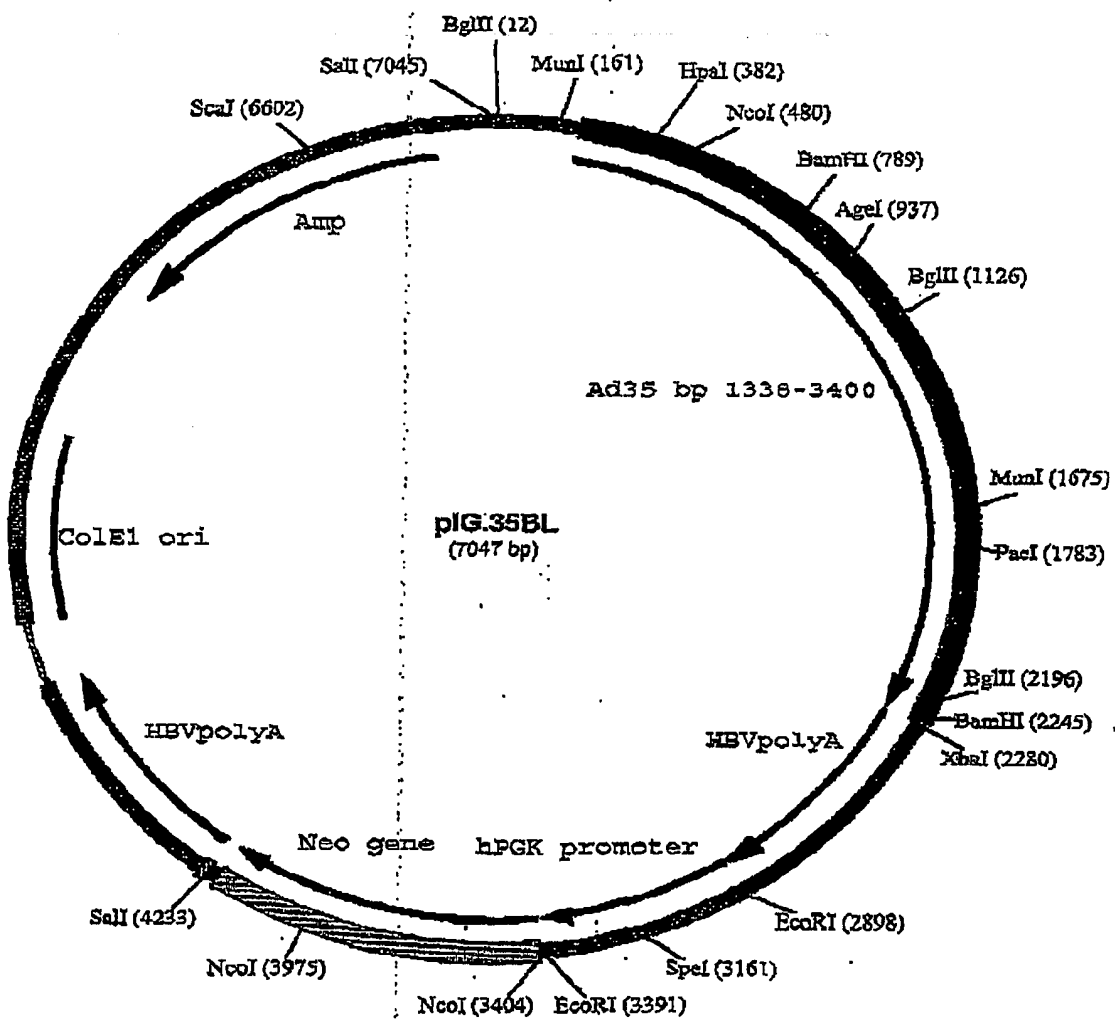 BglII (12)
SalI (7045)
MunI (161)
HpaI (382)
ScaI (6602)
NcoI (480)
BamHI (789)
Amp
AgeI (937)
BglII (1126)
Ad35 bp 1338-3400
MunI (1675)
ColE1 ori
pIG.35BL
(7047 bp)
PacI (1783)
BglII (2196)
HBVpolyA
HBVpolyA
BamHI (2245)
XbaI (2280)
Neo gene
hPGK promoter
SalI (4233)
EcoRI (2898)
NcoI (3975)
SpeI (3161)
NcoI (3404)
EcoRI (3391)